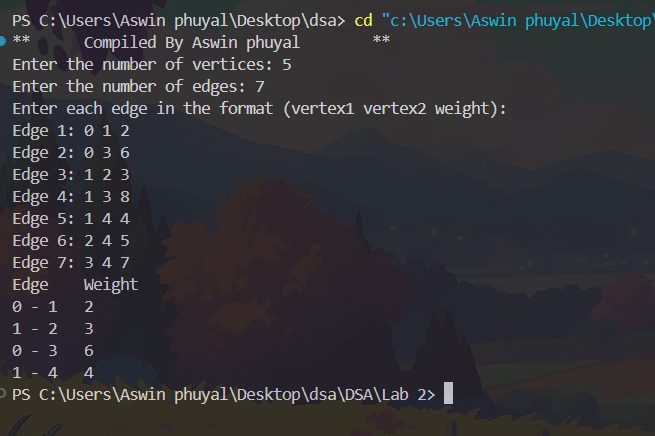 PS C:\Users\Aswin phuyal\Desktop\dsa> cd "c:\Users\Aswin phuyal\Desktop\
** Compiled By Aswin phuyal **
Enter the number of vertices: 5
Enter the number of edges: 7
Enter each edge in the format (vertex1 vertex2 weight):
Edge 1: 0 1 2
Edge 2: 0 3 6
Edge 3: 1 2 3
Edge 4: 1 3 8
Edge 5: 1 4 4
Edge 6: 2 4 5
Edge 7: 3 4 7
Edge Weight
0 - 1 2
1 - 2 3
0 - 3 6
1 - 4 4
PS C:\Users\Aswin phuyal\Desktop\dsa\DSA\Lab 2>